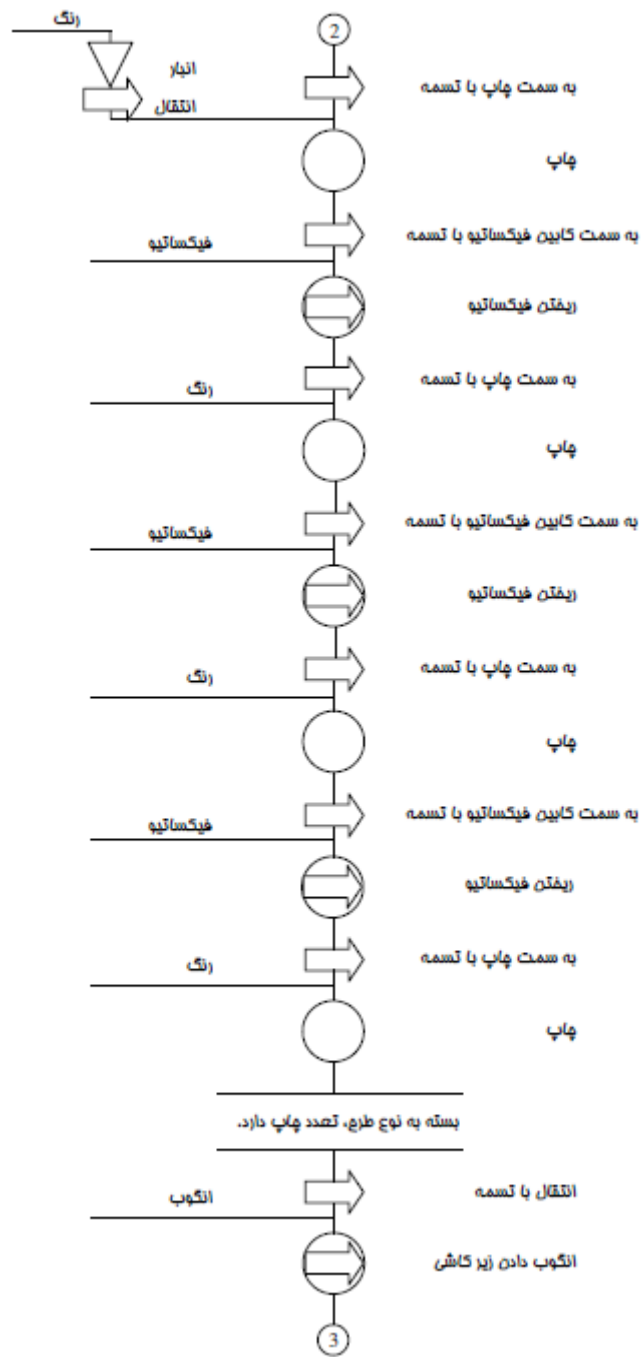 رنگ
2
انبار
به سمت چاپ با تسمه
انتقال
چاپ
به سمت کابین فیکساتیو با تسمه
فیکساتیو
ریختن فیکساتیو
به سمت چاپ با تسمه
رنگ
چاپ
به سمت کابین فیکساتیو با تسمه
فیکساتیو
ریختن فیکساتیو
به سمت چاپ با تسمه
رنگ
چاپ
به سمت کابین فیکساتیو با تسمه
فیکساتیو
ریختن فیکساتیو
به سمت چاپ با تسمه
رنگ
چاپ
بسته به نوع طرح، تعدد چاپ دارد.
انتقال با تسمه
انگوب
انگوب دادن زیر کاشی
3